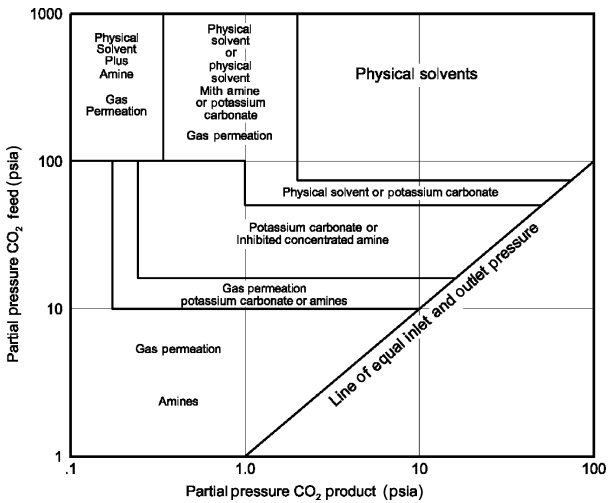 1000
100
10
1
Partial pressure CO2 feed (psia)
Physical
Solvent
Plus
Amine
Gas
Permeation
Physical
solvent
or
physical
solvent
Mith amine
or potassium
carbonate
Gas permeation
Physical solvents
Physical solvent or potassium carbonate
Potassium carbonate or
Inhibited concentrated amine
Gas permeation
potassium carbonate or amines
Gas permeation
Amines
Line of equal inlet and outlet pressure
.1
1.0
10
100
Partial pressure CO2 product (psia)